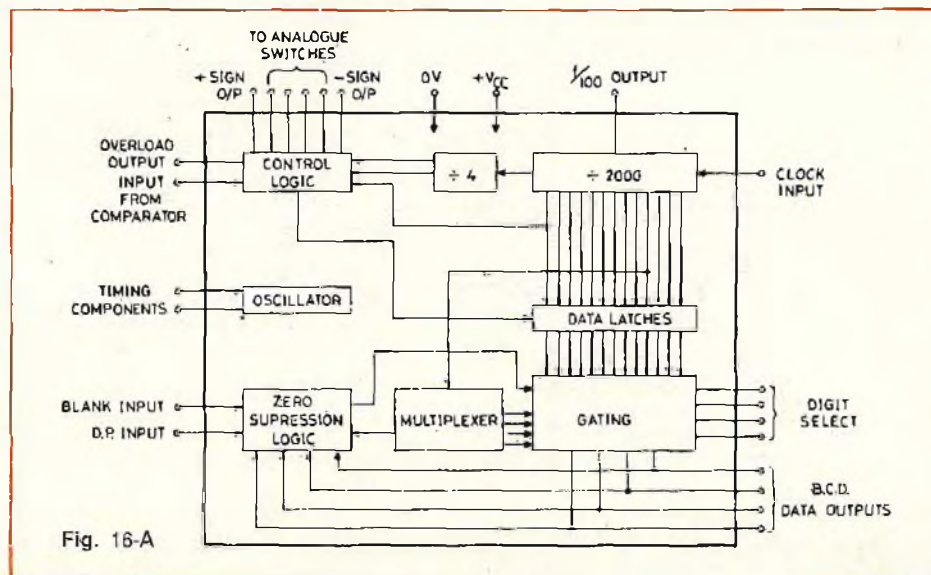 TO ANALOGUE
SWITCHES
+SIGN
O/P
-SIGN
O/P
0V
+VCC
1/100 OUTPUT
OVERLOAD
OUTPUT
INPUT
FROM
COMPARATOR
CONTROL
LOGIC
÷ 4
÷ 2000
CLOCK
INPUT
TIMING
COMPONENTS
OSCILLATOR
DATA LATCHES
BLANK INPUT
D.P. INPUT
ZERO
SUPRESSION
LOGIC
MULTIPLEXER
GATING
DIGIT
SELECT
B.C.D.
DATA OUTPUTS
Fig. 16-A